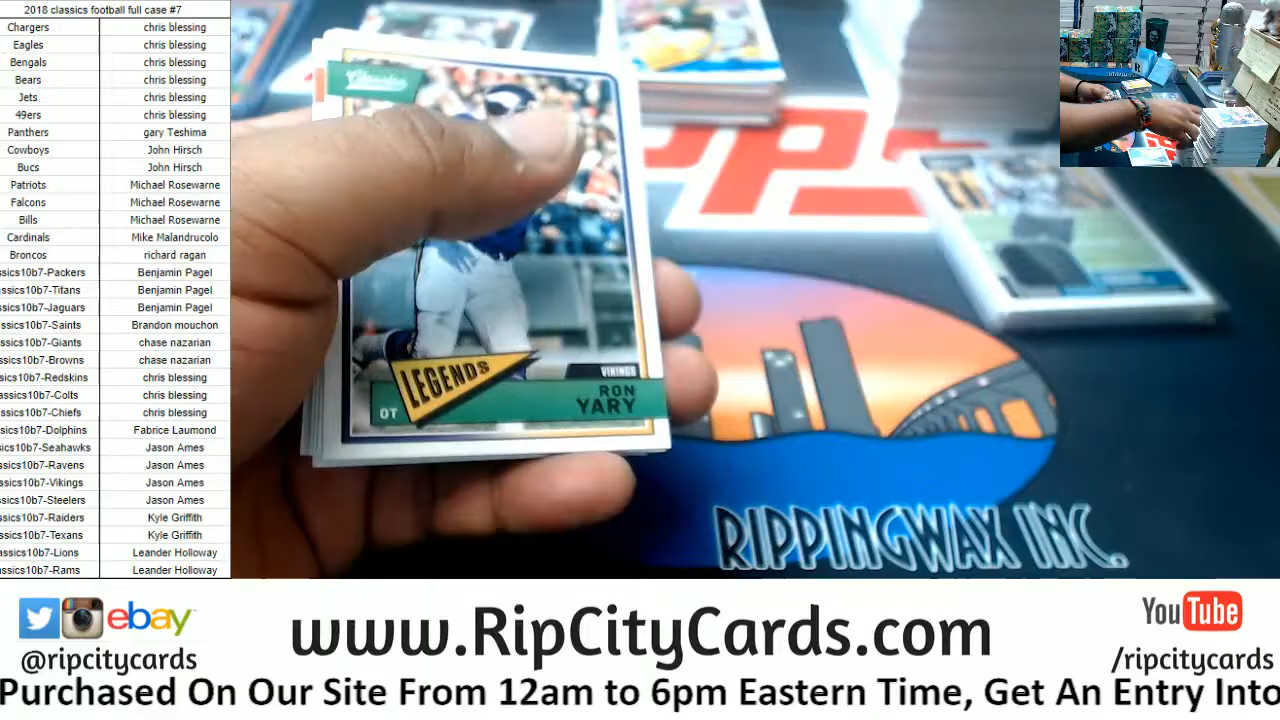 2018 classics football full case #7
Chargers chris blessing
Eagles chris blessing
Bengals chris blessing
Bears chris blessing
Jets chris blessing
49ers chris blessing
Panthers gary Teshima
Cowboys John Hirsch
Bucs John Hirsch
Patriots Michael Rosewarne
Falcons Michael Rosewarne
Bills Michael Rosewarne
Cardinals Mike Malandrucolo
Broncos richard ragan
ssics10b7-Packers Benjamin Pagel
assics10b7-Titans Benjamin Pagel
ssics10b7-Jaguars Benjamin Pagel
assics10b7-Saints Brandon mouchon
assics10b7-Giants chase nazarian
ssics10b7-Browns chase nazarian
sics10b7-Redskins chris blessing
assics10b7-Colts chris blessing
ssics10b7-Chiefs chris blessing
ssics10b7-Dolphins Fabrice Laumond
sics10b7-Seahawks Jason Ames
ssics10b7-Ravens Jason Ames
ssics10b7-Vikings Jason Ames
ssics10b7-Steelers Jason Ames
ssics10b7-Raiders Kyle Griffith
ssics10b7-Texans Kyle Griffith
assics10b7-Lions Leander Holloway
assics10b7-Rams Leander Holloway
Classics
LEGENDS
VIKINGS
OT
RON
YARY
RIPPINGWAX INC.
ebay
@ripcitycards
www.RipCityCards.com
YouTube
/ripcitycards
Purchased On Our Site From 12am to 6pm Eastern Time, Get An Entry Into